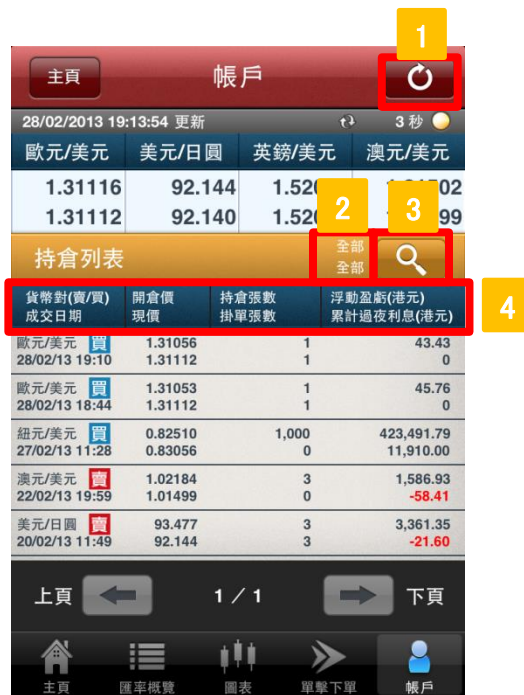 1
主頁 帳戶
28/02/2013 19:13:54 更新 3 秒
歐元/美元 美元/日圓 英鎊/美元 澳元/美元
1.31116 92.144 1.520 02
1.31112 92.140 1.520 99
2 3
持倉列表 全部
全部
貨幣對(賣/買) 開倉價 持倉張數 浮動盈虧(港元)
成交日期 現價 掛單張數 累計過夜利息(港元)
4
歐元/美元 買 1.31056 1 43.43
28/02/13 19:10 1.31112 1 0
歐元/美元 買 1.31053 1 45.76
28/02/13 18:44 1.31112 1 0
紐元/美元 買 0.82510 1,000 423,491.79
27/02/13 11:28 0.83056 0 11,910.00
澳元/美元 賣 1.02184 3 1,586.93
22/02/13 19:59 1.01499 0 -58.41
美元/日圓 賣 93.477 3 3,361.35
20/02/13 11:49 92.144 3 -21.60
上頁 1 / 1 下頁
主頁 匯率概覽 圖表 單擊下單 帳戶